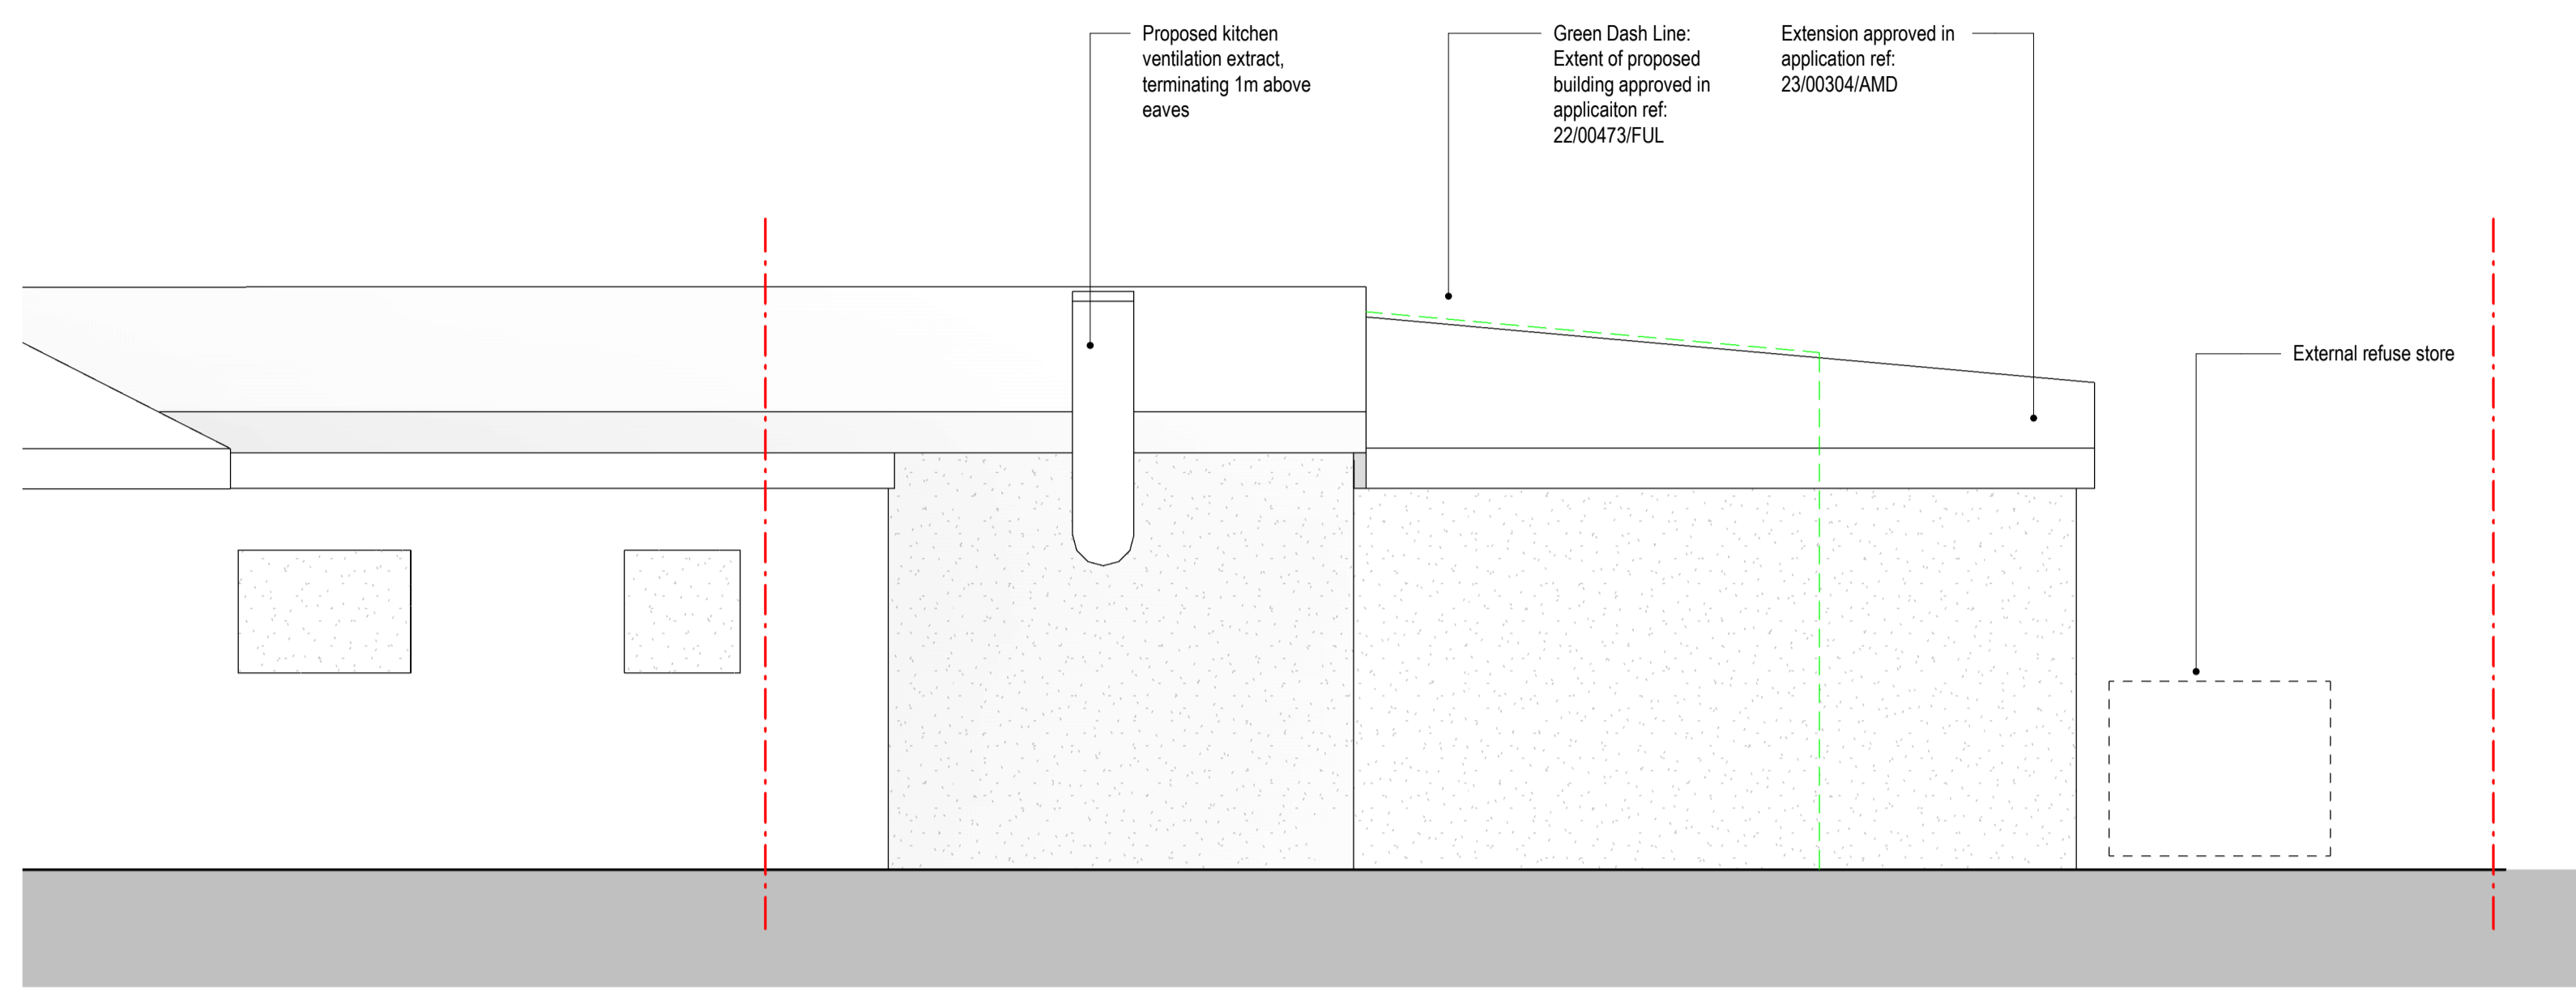 Proposed kitchen
ventilation extract,
terminating 1m above
eaves
Green Dash Line:
Extent of proposed
building approved in
applicaiton ref:
22/00473/FUL
Extension approved in
application ref:
23/00304/AMD
External refuse store